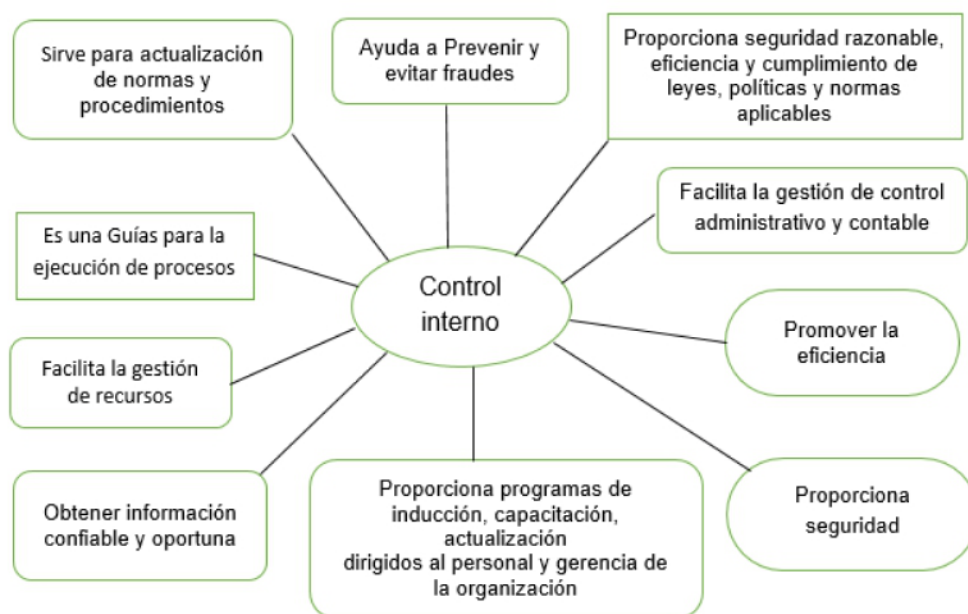 Sirve para actualización
de normas y
procedimientos
Ayuda a Prevenir y
evitar fraudes
Proporciona seguridad razonable,
eficiencia y cumplimiento de
leyes, políticas y normas
aplicables
Es una Guías para la
ejecución de procesos
Facilita la gestión de control
administrativo y contable
Control
interno
Facilita la gestión
de recursos
Promover la
eficiencia
Obtener información
confiable y oportuna
Proporciona programas de
inducción, capacitación,
actualización
dirigidos al personal y gerencia de
la organización
Proporciona
seguridad